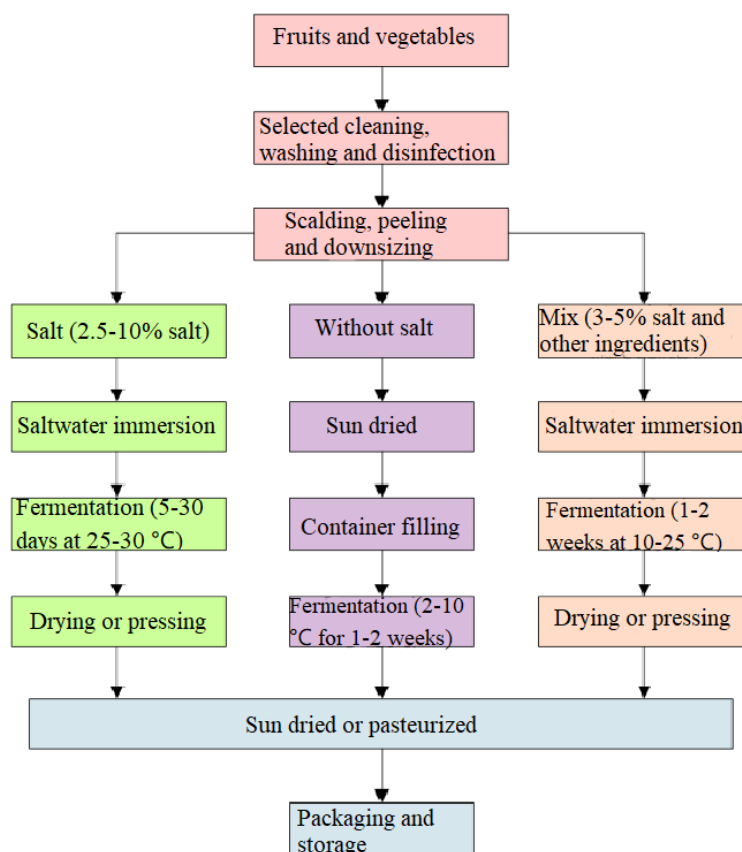 Fruits and vegetables
Selected cleaning,
washing and disinfection
Scalding, peeling
and downsizing
Salt (2.5-10% salt)
Without salt
Mix (3-5% salt and
other ingredients)
Saltwater immersion
Sun dried
Saltwater immersion
Fermentation (5-30
days at 25-30 °C)
Container filling
Fermentation (1-2
weeks at 10-25 °C)
Drying or pressing
Fermentation (2-10
°C for 1-2 weeks)
Drying or pressing
Sun dried or pasteurized
Packaging and
storage